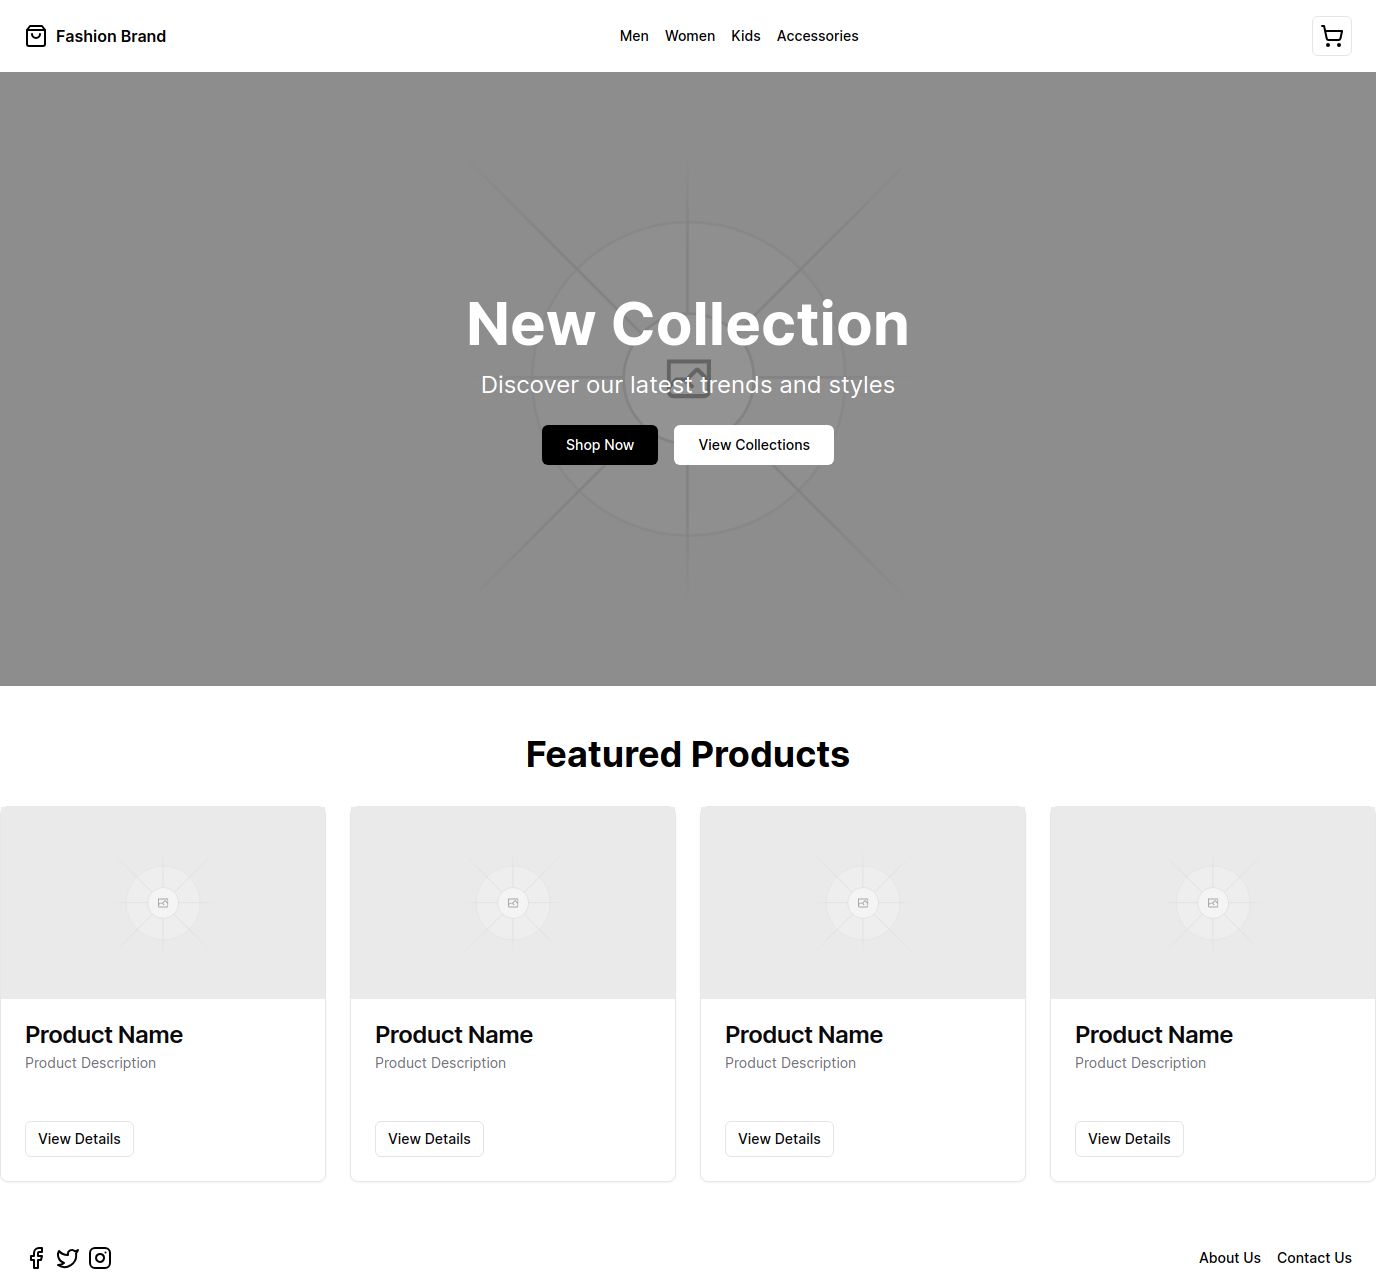 Fashion Brand
Men Women Kids Accessories
New Collection
Discover our latest trends and styles
Shop Now View Collections
Featured Products
Product Name Product Name Product Name Product Name
Product Description Product Description Product Description Product Description
View Details View Details View Details View Details
About Us Contact Us